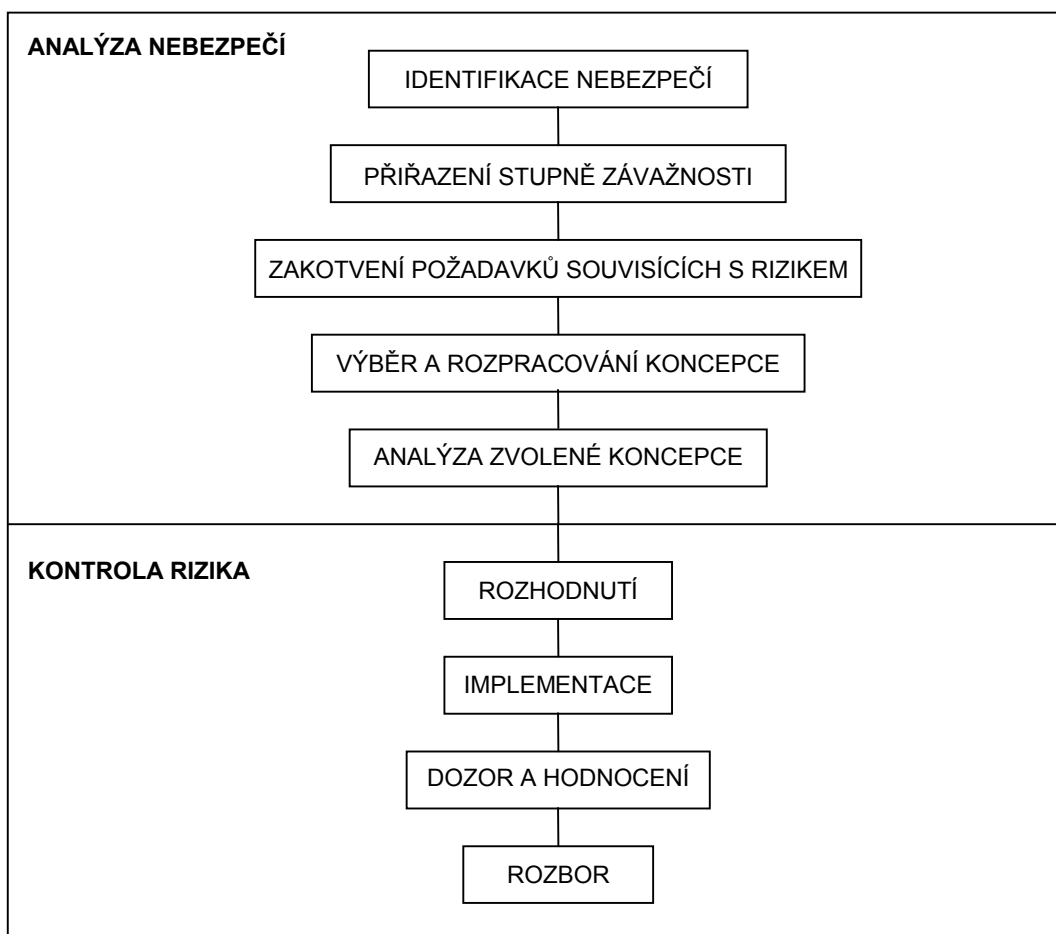 ANALÝZA NEBEZPEČÍ
IDENTIFIKACE NEBEZPEČÍ
PŘIŘAZENÍ STUPNĚ ZÁVAŽNOSTI
ZAKOTVENÍ POŽADAVKŮ SOUVISÍCÍCH S RIZIKEM
VÝBĚR A ROZPRACOVÁNÍ KONCEPCE
ANALÝZA ZVOLENÉ KONCEPCE
KONTROLA RIZIKA
ROZHODNUTÍ
IMPLEMENTACE
DOZOR A HODNOCENÍ
ROZBOR